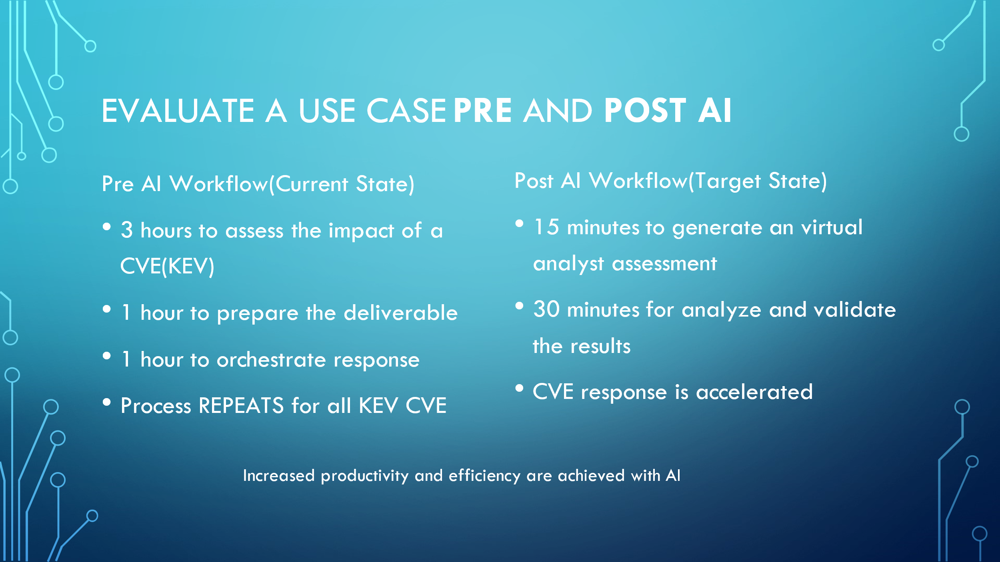 EVALUATE A USE CASE PRE AND POST AI
Pre AI Workflow(Current State)
• 3 hours to assess the impact of a
CVE(KEV)
• 1 hour to prepare the deliverable
• 1 hour to orchestrate response
• Process REPEATS for all KEV CVE
Post AI Workflow(Target State)
• 15 minutes to generate an virtual
analyst assessment
• 30 minutes for analyze and validate
the results
• CVE response is accelerated
Increased productivity and efficiency are achieved with AI